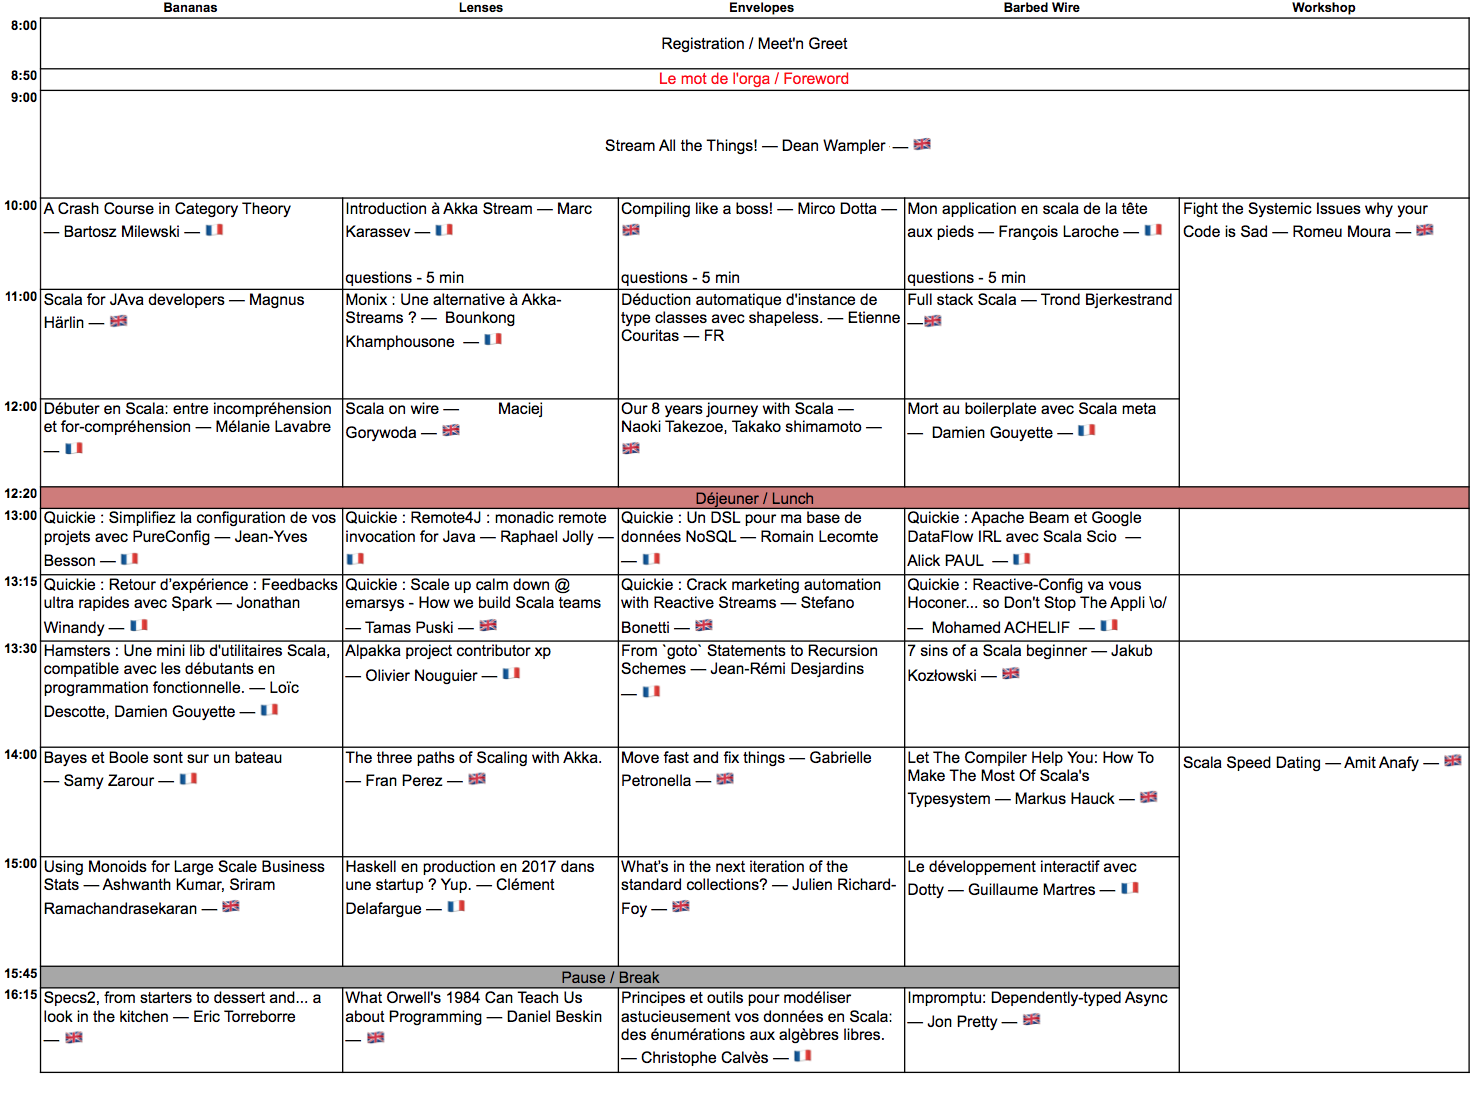 Bananas Lenses Envelopes Barbed Wire Workshop
8:00
Registration / Meet'n Greet
8:50
Le mot de l'orga / Foreword
9:00
Stream All the Things! — Dean Wampler — 🇬🇧
10:00
A Crash Course in Category Theory
— Bartosz Milewski — 🇫🇷
Introduction à Akka Stream — Marc
Karassev — 🇫🇷
questions - 5 min
Compiling like a boss! — Mirco Dotta —
🇬🇧
questions - 5 min
Mon application en scala de la tête
aux pieds — François Laroche — 🇫🇷
questions - 5 min
Fight the Systemic Issues why your
Code is Sad — Romeu Moura — 🇬🇧
11:00
Scala for JAva developers — Magnus
Härlin — 🇬🇧
Monix : Une alternative à Akka-
Streams ? — Bounkong
Khamphousone — 🇫🇷
Déduction automatique d'instance de
type classes avec shapeless. — Etienne
Couritas — FR
Full stack Scala — Trond Bjerkestrand
—🇬🇧
12:00
Débuter en Scala: entre incompréhension
et for-compréhension — Mélanie Lavabre
— 🇫🇷
Scala on wire — Maciej
Gorywoda — 🇬🇧
Our 8 years journey with Scala —
Naoki Takezoe, Takako shimamoto —
🇬🇧
Mort au boilerplate avec Scala meta
— Damien Gouyette — 🇫🇷
12:20
Déjeuner / Lunch
13:00
Quickie : Simplifiez la configuration de vos
projets avec PureConfig — Jean-Yves
Besson — 🇫🇷
Quickie : Remote4J : monadic remote
invocation for Java — Raphael Jolly —
🇫🇷
Quickie : Un DSL pour ma base de
données NoSQL — Romain Lecomte
— 🇫🇷
Quickie : Apache Beam et Google
DataFlow IRL avec Scala Scio —
Alick PAUL — 🇫🇷
13:15
Quickie : Retour d'expérience : Feedbacks
ultra rapides avec Spark — Jonathan
Winandy — 🇫🇷
Quickie : Scale up calm down @
emarsys - How we build Scala teams
— Tamas Puski — 🇬🇧
Quickie : Crack marketing automation
with Reactive Streams — Stefano
Bonetti — 🇬🇧
Quickie : Reactive-Config va vous
Hoconer... so Don't Stop The Appli \o/
— Mohamed ACHELIF — 🇫🇷
13:30
Hamsters : Une mini lib d'utilitaires Scala,
compatible avec les débutants en
programmation fonctionnelle. — Loïc
Descotte, Damien Gouyette — 🇫🇷
Alpakka project contributor xp
— Olivier Nouguier — 🇫🇷
From `goto` Statements to Recursion
Schemes — Jean-Rémi Desjardins
— 🇫🇷
7 sins of a Scala beginner — Jakub
Kozłowski — 🇬🇧
14:00
Bayes et Boole sont sur un bateau
— Samy Zarour — 🇫🇷
The three paths of Scaling with Akka.
— Fran Perez — 🇬🇧
Move fast and fix things — Gabrielle
Petronella — 🇬🇧
Let The Compiler Help You: How To
Make The Most Of Scala's
Typesystem — Markus Hauck — 🇬🇧
Scala Speed Dating — Amit Anafy — 🇬🇧
15:00
Using Monoids for Large Scale Business
Stats — Ashwanth Kumar, Sriram
Ramachandrasekaran — 🇬🇧
Haskell en production en 2017 dans
une startup ? Yup. — Clément
Delafargue — 🇫🇷
What's in the next iteration of the
standard collections? — Julien Richard-
Foy — 🇬🇧
Le développement interactif avec
Dotty — Guillaume Martres — 🇫🇷
15:45
Pause / Break
16:15
Specs2, from starters to dessert and... a
look in the kitchen — Eric Torreborre
— 🇬🇧
What Orwell's 1984 Can Teach Us
about Programming — Daniel Beskin
— 🇬🇧
Principes et outils pour modéliser
astucieusement vos données en Scala:
des énumérations aux algèbres libres.
— Christophe Calvès — 🇫🇷
Impromptu: Dependently-typed Async
— Jon Pretty — 🇬🇧